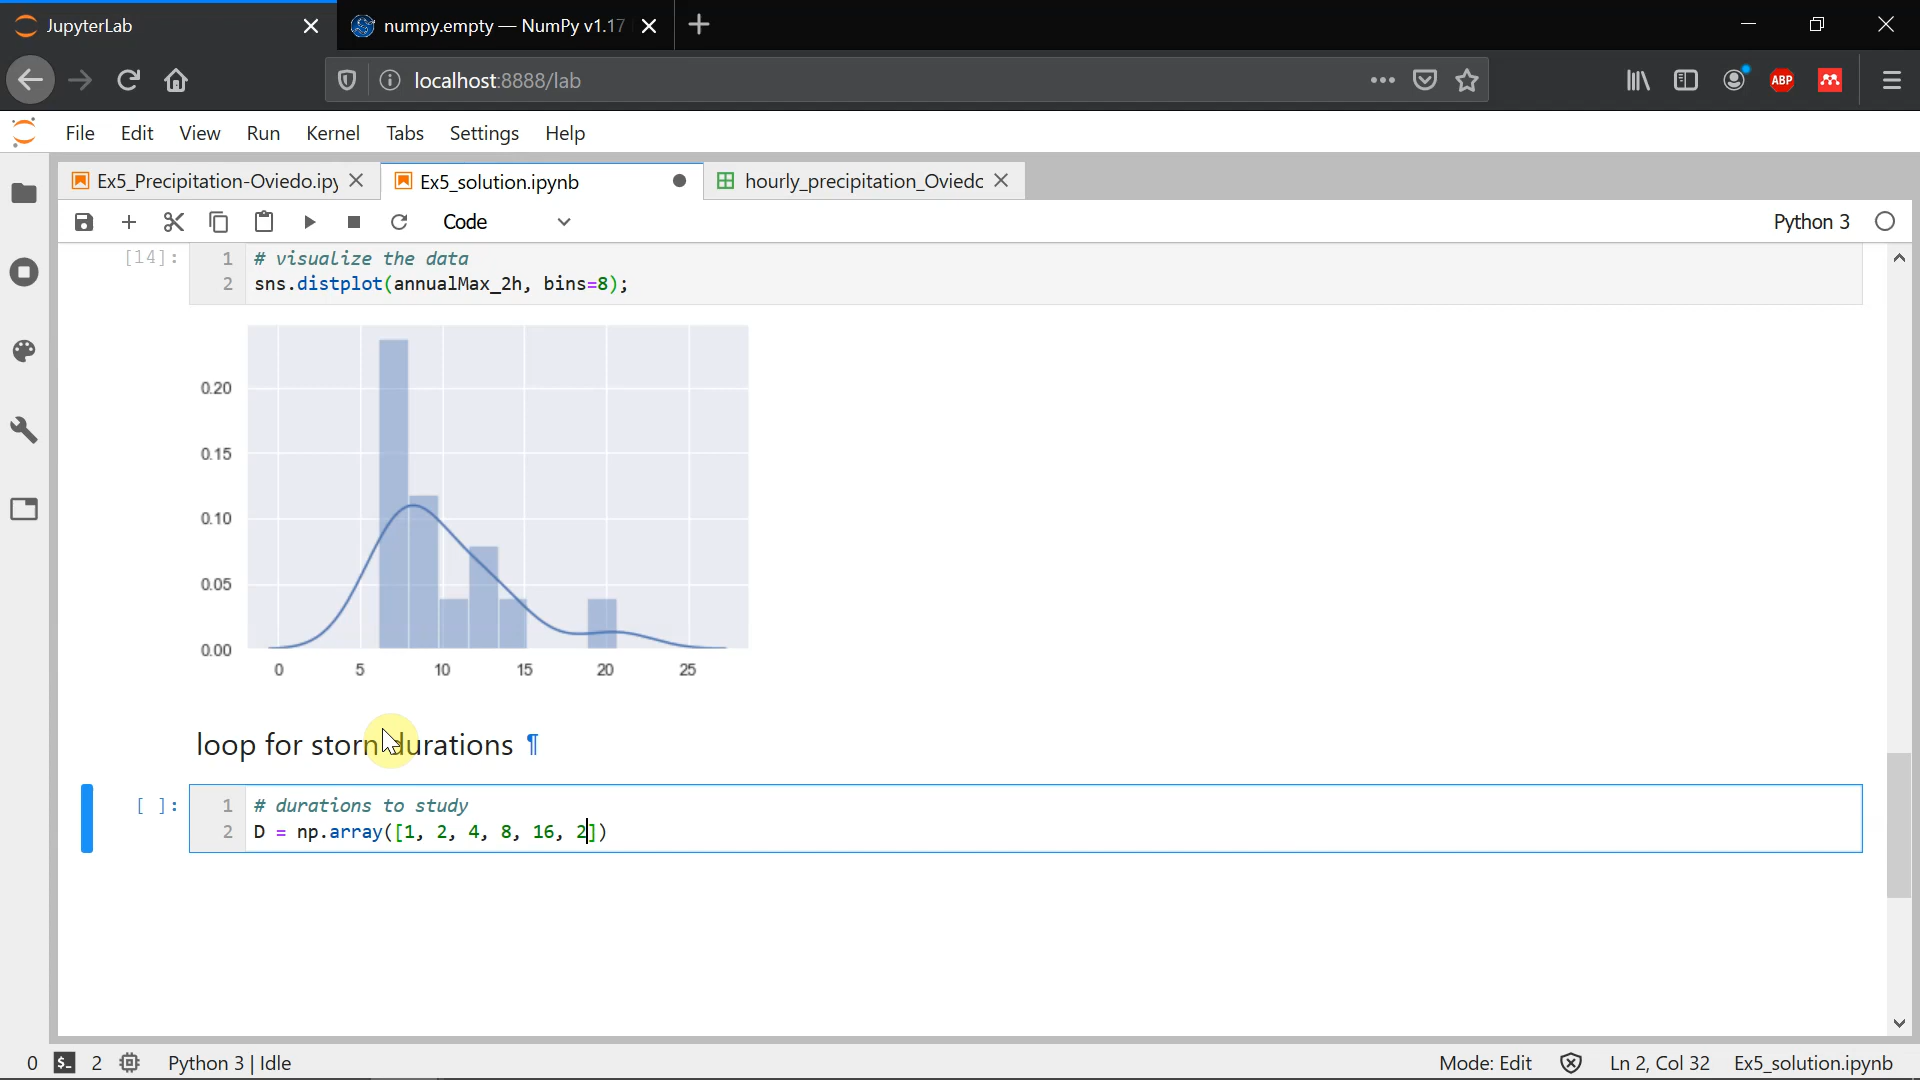 JupyterLab
numpy.empty — NumPy v1.17
localhost:8888/lab
ABP
File Edit View Run Kernel Tabs Settings Help
Ex5_Precipitation-Oviedo.ipy
Ex5_solution.ipynb
hourly_precipitation_Oviedo
Code
Python 3
[14]:
1 # visualize the data
2 sns.distplot(annualMax_2h, bins=8);
0.20
0.15
0.10
0.05
0.00
0 5 10 15 20 25
loop for storn durations ¶
[ ]:
1 # durations to study
2 D = np.array([1, 2, 4, 8, 16, 2])
0 $_ 2 Python 3 | Idle
Mode: Edit Ln 2, Col 32 Ex5_solution.ipynb